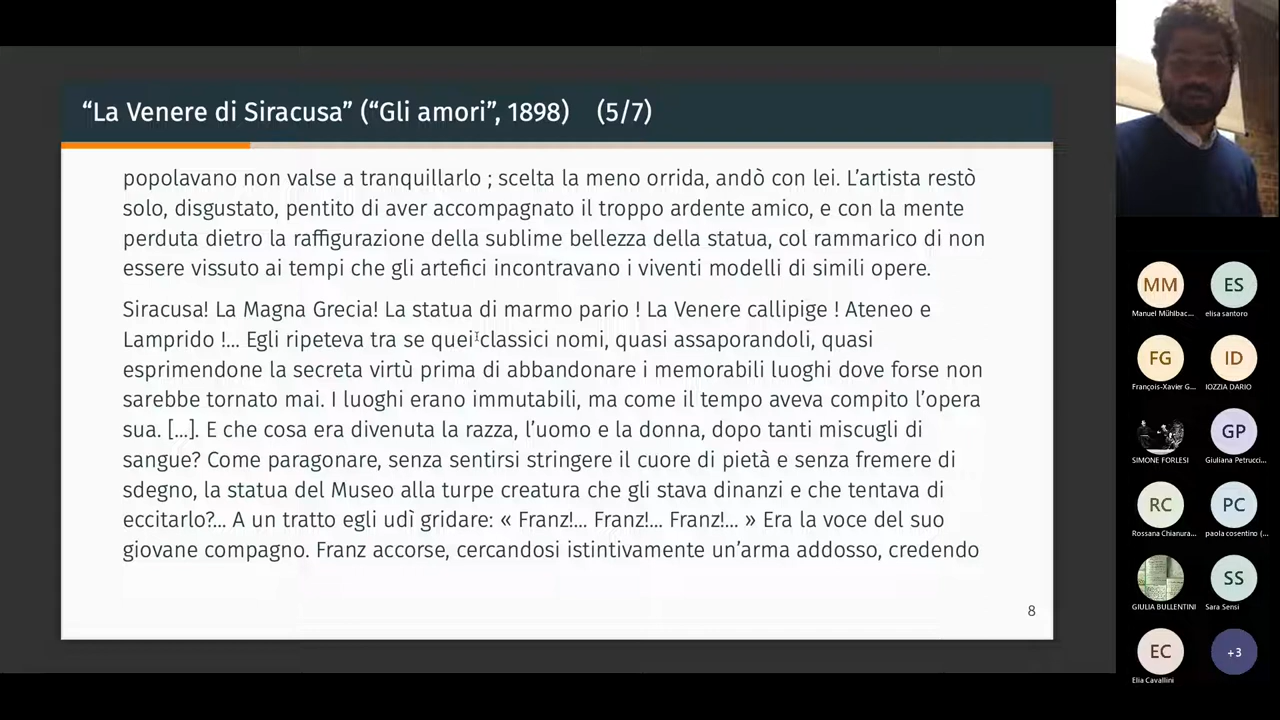 “La Venere di Siracusa” (“Gli amori”, 1898) (5/7)
popolavano non valse a tranquillarlo ; scelta la meno orrida, andò con lei. L’artista restò
solo, disgustato, pentito di aver accompagnato il troppo ardente amico, e con la mente
perduta dietro la raffigurazione della sublime bellezza della statua, col rammarico di non
essere vissuto ai tempi che gli artefici incontravano i viventi modelli di simili opere.
Siracusa! La Magna Grecia! La statua di marmo pario ! La Venere callipige ! Ateneo e
Lamprido !... Egli ripeteva tra se quei classici nomi, quasi assaporandoli, quasi
esprimendone la secreta virtù prima di abbandonare i memorabili luoghi dove forse non
sarebbe tornato mai. I luoghi erano immutabili, ma come il tempo aveva compito l’opera
sua. [...]. E che cosa era divenuta la razza, l’uomo e la donna, dopo tanti miscugli di
sangue? Come paragonare, senza sentirsi stringere il cuore di pietà e senza fremere di
sdegno, la statua del Museo alla turpe creatura che gli stava dinanzi e che tentava di
eccitarlo?... A un tratto egli udì gridare: « Franz!... Franz!... Franz!... » Era la voce del suo
giovane compagno. Franz accorse, cercandosi istintivamente un’arma addosso, credendo
8
MM ES
Manuel Mühlbac... elisa santoro
FG ID
François-Xavier G... IOZZIA DARIO
GP
SIMONE FORLESI Giuliana Petrucci...
RC PC
Rossana Chianura... paola cosentino (...
SS
GIULIA BULLENTINI Sara Sensi
EC +3
Elia Cavallini